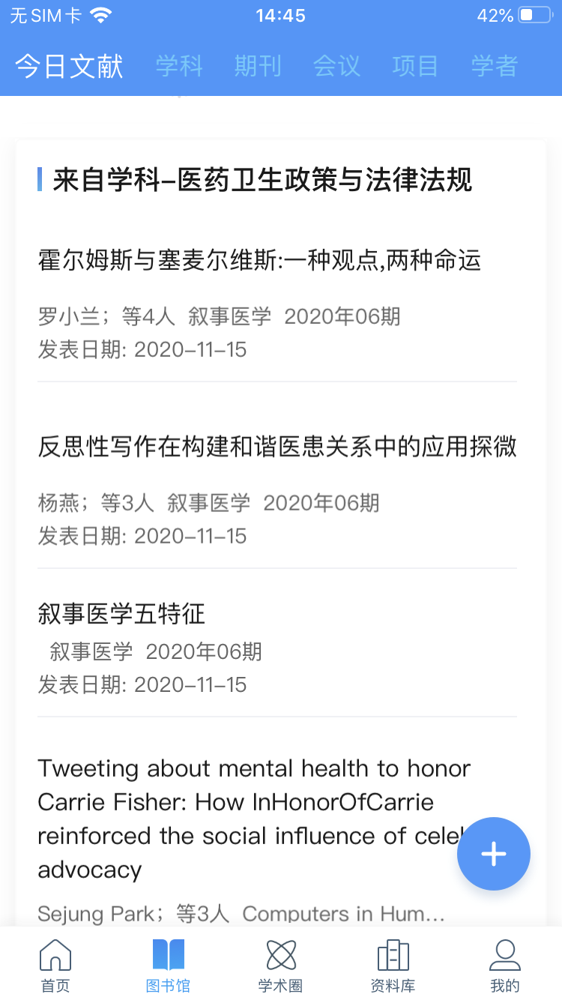 无SIM卡 14:45 42%
今日文献 学科 期刊 会议 项目 学者
来自学科–医药卫生政策与法律法规
霍尔姆斯与塞麦尔维斯:一种观点,两种命运
罗小兰；等4人 叙事医学 2020年06期
发表日期: 2020–11–15
反思性写作在构建和谐医患关系中的应用探微
杨燕；等3人 叙事医学 2020年06期
发表日期: 2020–11–15
叙事医学五特征
叙事医学 2020年06期
发表日期: 2020–11–15
Tweeting about mental health to honor
Carrie Fisher: How InHonorOfCarrie
reinforced the social influence of
advocacy
Sejung Park；等3人 Computers in Hum...
首页 图书馆 学术圈 资料库 我的